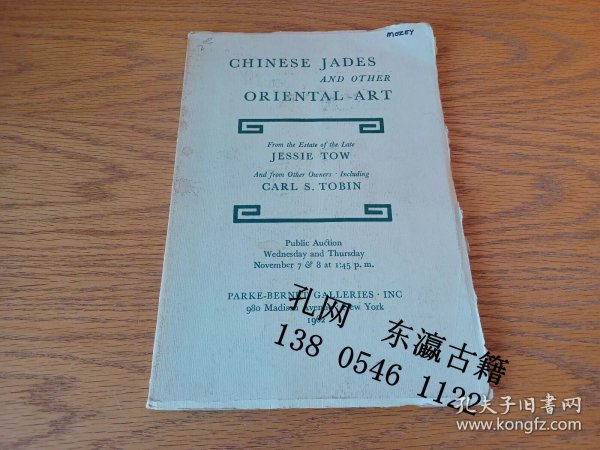 MOZEY
CHINESE JADES
AND OTHER
ORIENTAL ART
From the Estate of the Late
JESSIE TOW
And from Other Owners · Including
CARL S. TOBIN
Public Auction
Wednesday and Thursday
November 7 & 8 at 1:45 p. m.
PARKE-BERNET GALLERIES · INC
980 Madison Avenue · New York
1962
孔网 东瀛古籍
138 0546 1122
孔夫子旧书网
www.kongfz.com